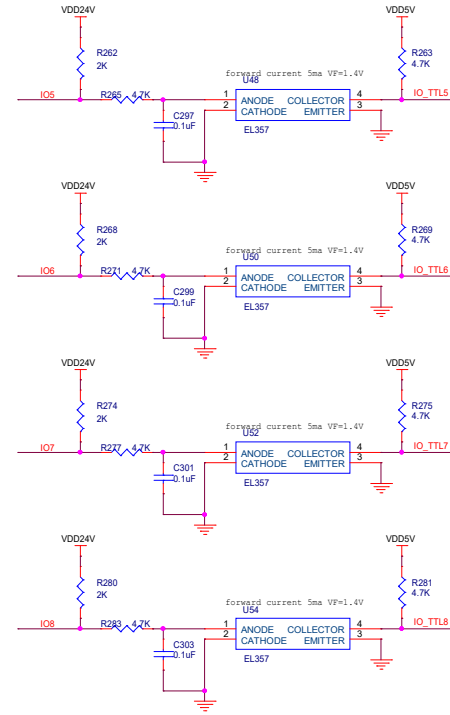 VDD24V VDD5V
R262 R263
2K 4.7K
forward current 5ma VF=1.4V
U48
IO5 R265 4.7K 1 ANODE COLLECTOR 4 IO_TTL5
2 CATHODE EMITTER 3
C297
0.1uF
EL357
VDD24V VDD5V
R268 R269
2K 4.7K
forward current 5ma VF=1.4V
U50
IO6 R271 4.7K 1 ANODE COLLECTOR 4 IO_TTL6
2 CATHODE EMITTER 3
C299
0.1uF
EL357
VDD24V VDD5V
R274 R275
2K 4.7K
forward current 5ma VF=1.4V
U52
IO7 R277 4.7K 1 ANODE COLLECTOR 4 IO_TTL7
2 CATHODE EMITTER 3
C301
0.1uF
EL357
VDD24V VDD5V
R280 R281
2K 4.7K
forward current 5ma VF=1.4V
U54
IO8 R283 4.7K 1 ANODE COLLECTOR 4 IO_TTL8
2 CATHODE EMITTER 3
C303
0.1uF
EL357